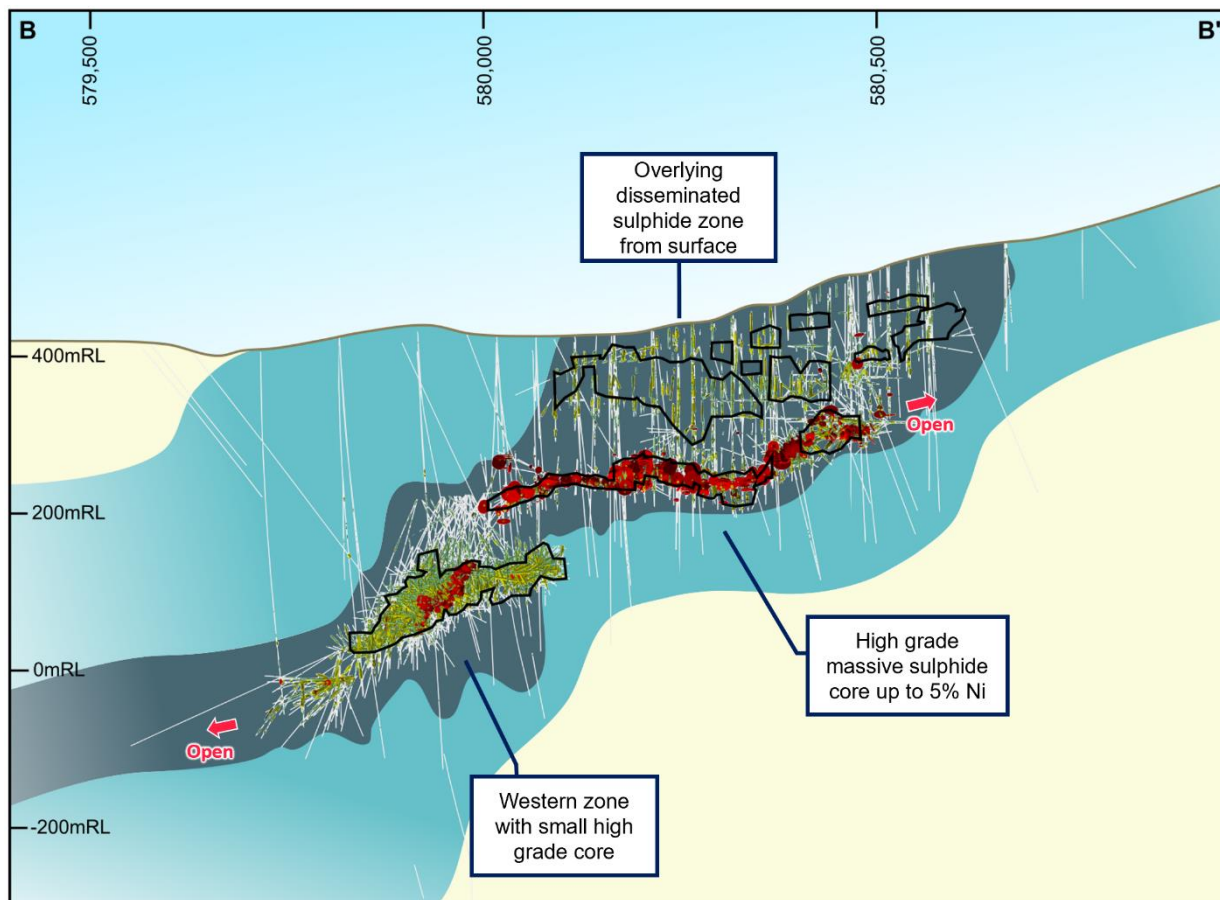 B
B'
579,500
580,000
580,500
Overlying
disseminated
sulphide zone
from surface
400mRL
Open
200mRL
High grade
massive sulphide
core up to 5% Ni
0mRL
Open
Western zone
with small high
grade core
-200mRL